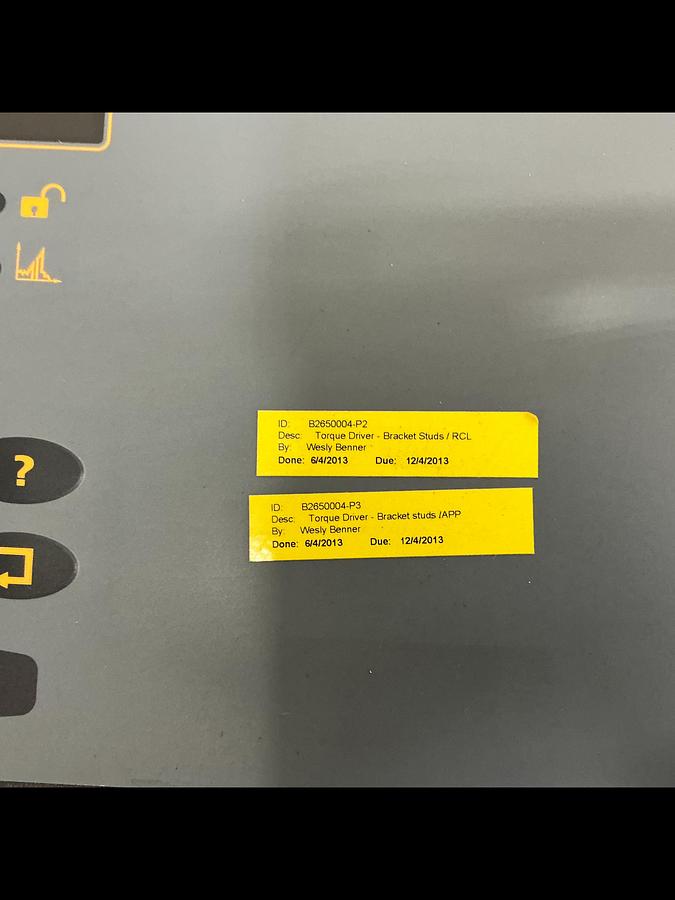 ?
ID: B2650004-P2
Desc: Torque Driver - Bracket Studs / RCL
By: Wesly Benner
Done: 6/4/2013 Due: 12/4/2013
ID: B2650004-P3
Desc: Torque Driver - Bracket studs /APP
By: Wesly Benner
Done: 6/4/2013 Due: 12/4/2013